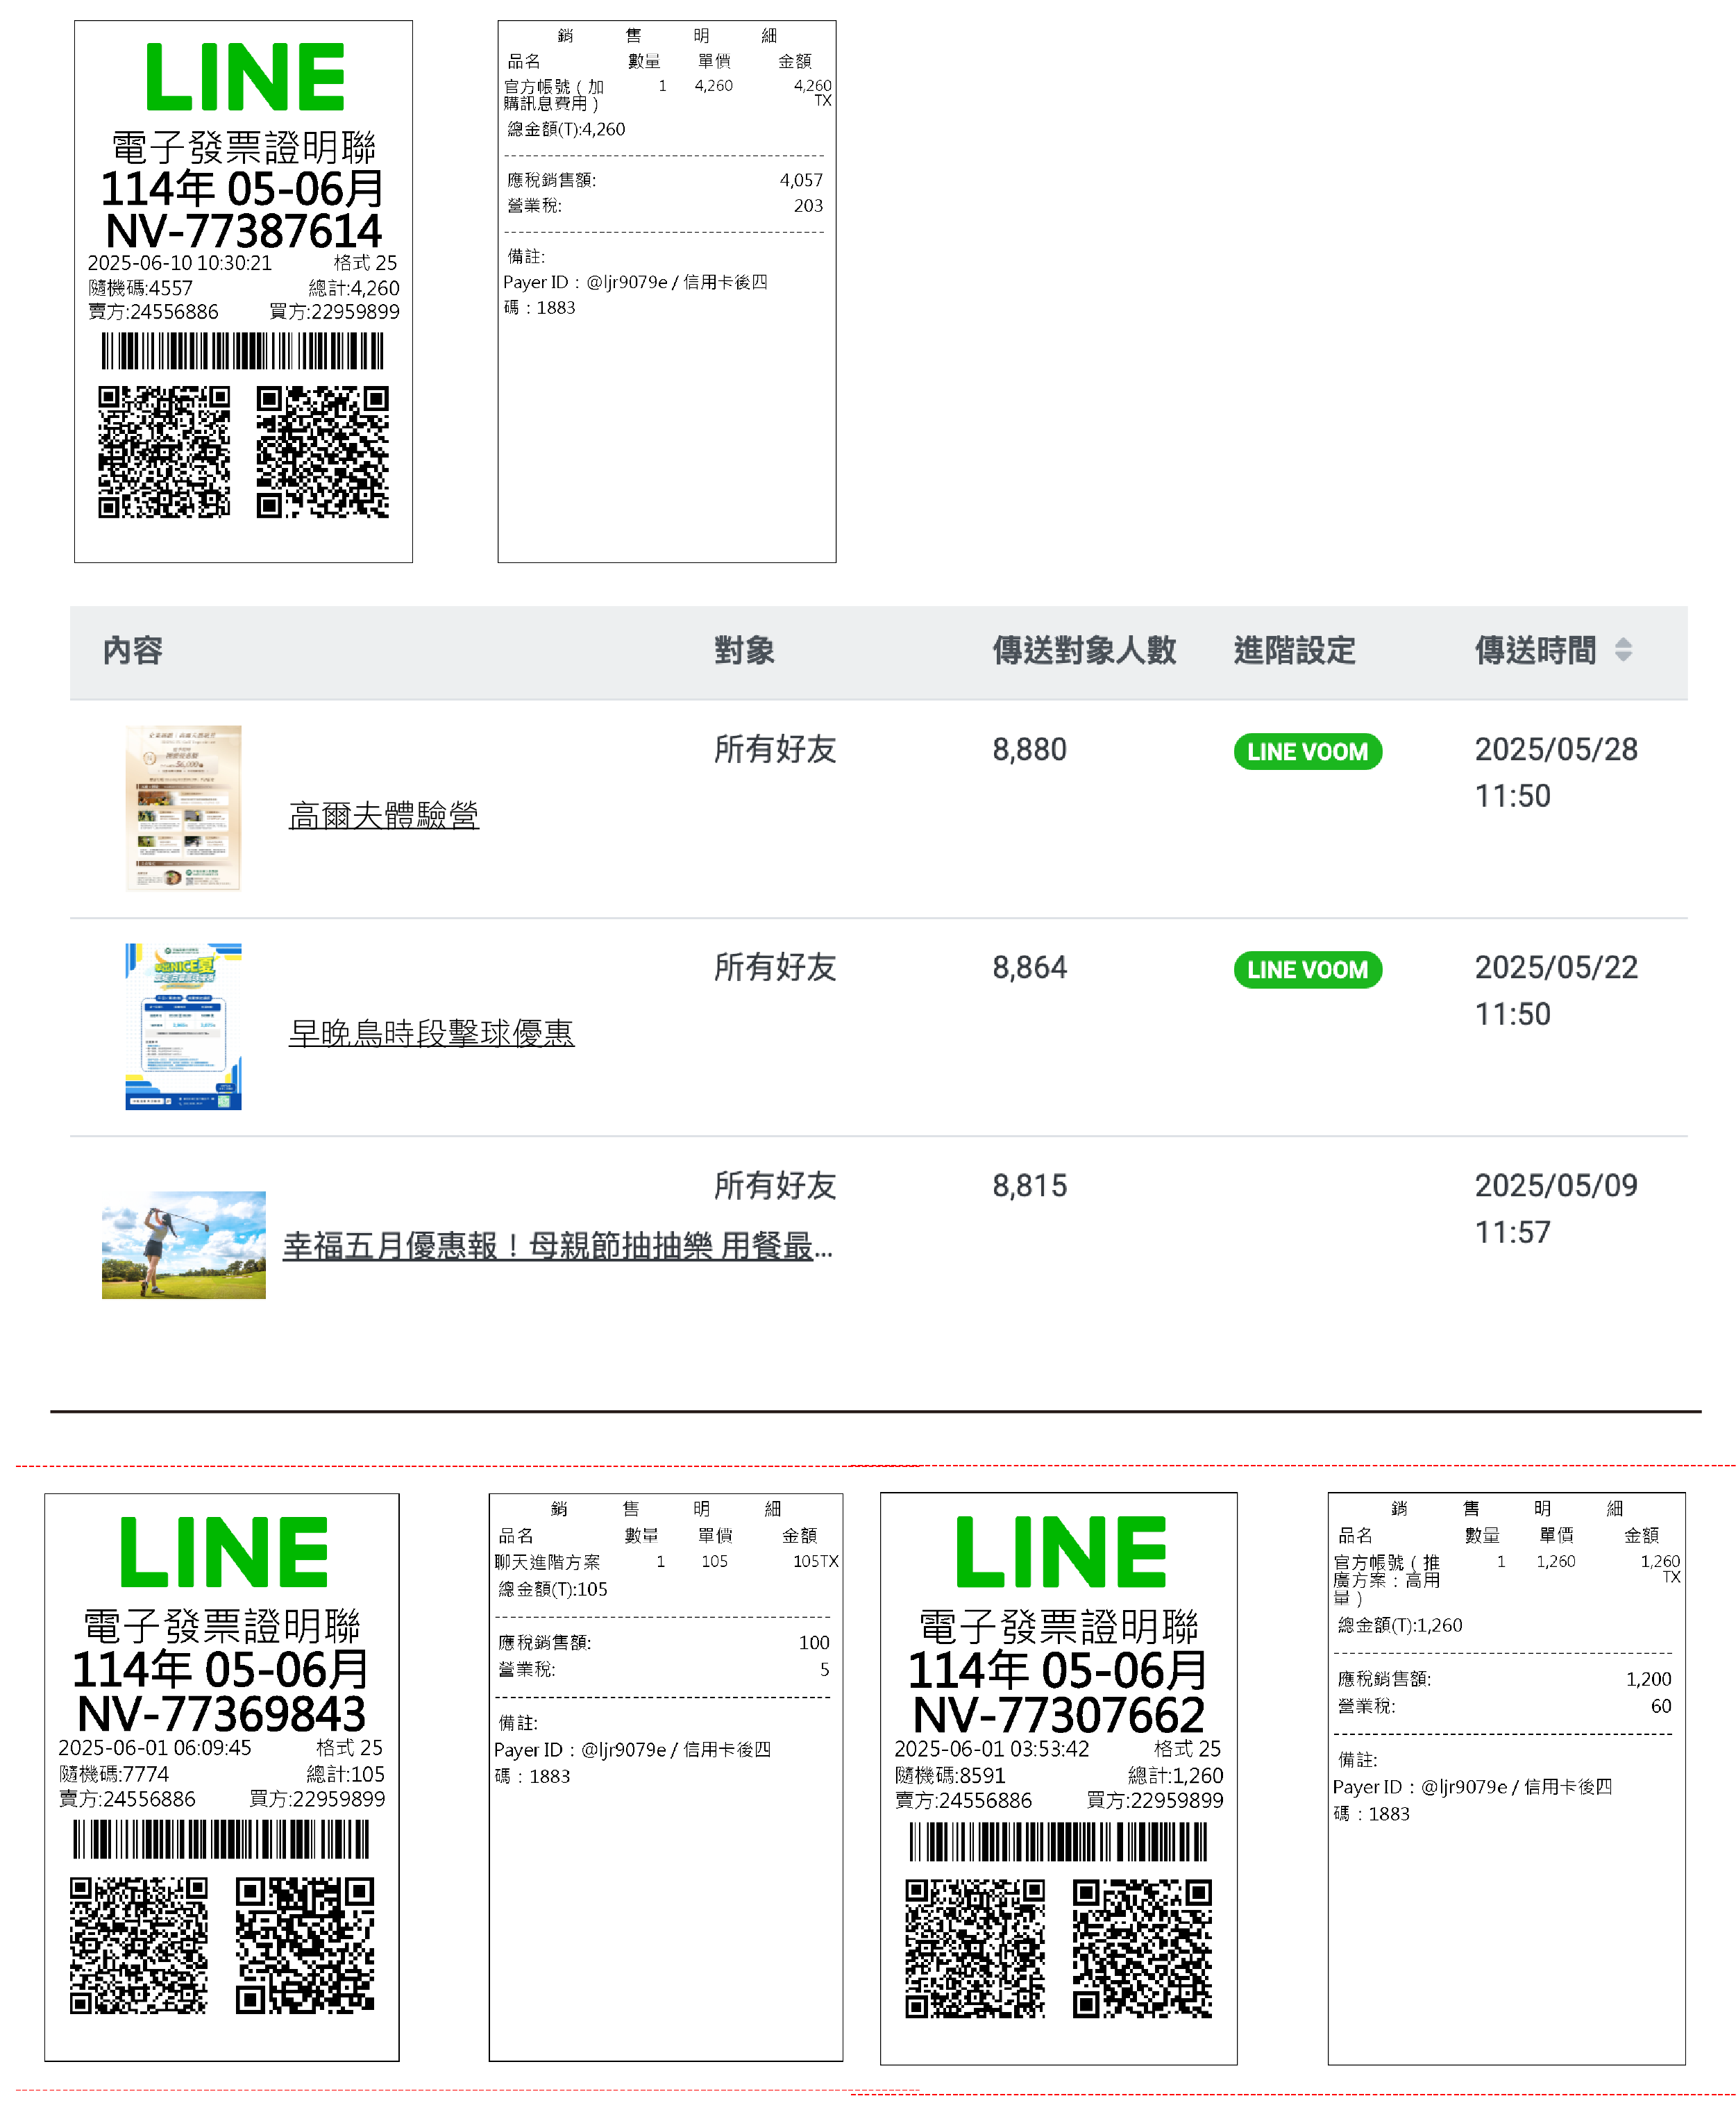 LINE
電子發票證明聯
114年 05-06月
NV-77387614
2025-06-10 10:30:21 格式 25
隨機碼:4557 總計:4,260
賣方:24556886 買方:22959899
銷 售 明 細
品名 數量 單價 金額
官方帳號(加 1 4,260 4,260
購訊息費用) TX
總金額(T):4,260
應稅銷售額: 4,057
營業稅: 203
備註:
Payer ID:@ljr9079e / 信用卡後四
碼:1883
內容 對象 傳送對象人數 進階設定 傳送時間
高爾夫體驗營 所有好友 8,880 LINE VOOM 2025/05/28
11:50
早晚鳥時段擊球優惠 所有好友 8,864 LINE VOOM 2025/05/22
11:50
幸福五月優惠報!母親節抽抽樂 用餐最... 所有好友 8,815 2025/05/09
11:57
LINE
電子發票證明聯
114年 05-06月
NV-77369843
2025-06-01 06:09:45 格式 25
隨機碼:7774 總計:105
賣方:24556886 買方:22959899
銷 售 明 細
品名 數量 單價 金額
聊天進階方案 1 105 105TX
總金額(T):105
應稅銷售額: 100
營業稅: 5
備註:
Payer ID:@ljr9079e / 信用卡後四
碼:1883
LINE
電子發票證明聯
114年 05-06月
NV-77307662
2025-06-01 03:53:42 格式 25
隨機碼:8591 總計:1,260
賣方:24556886 買方:22959899
銷 售 明 細
品名 數量 單價 金額
官方帳號(推 1 1,260 1,260
廣方案:高用 TX
量)
總金額(T):1,260
應稅銷售額: 1,200
營業稅: 60
備註:
Payer ID:@ljr9079e / 信用卡後四
碼:1883